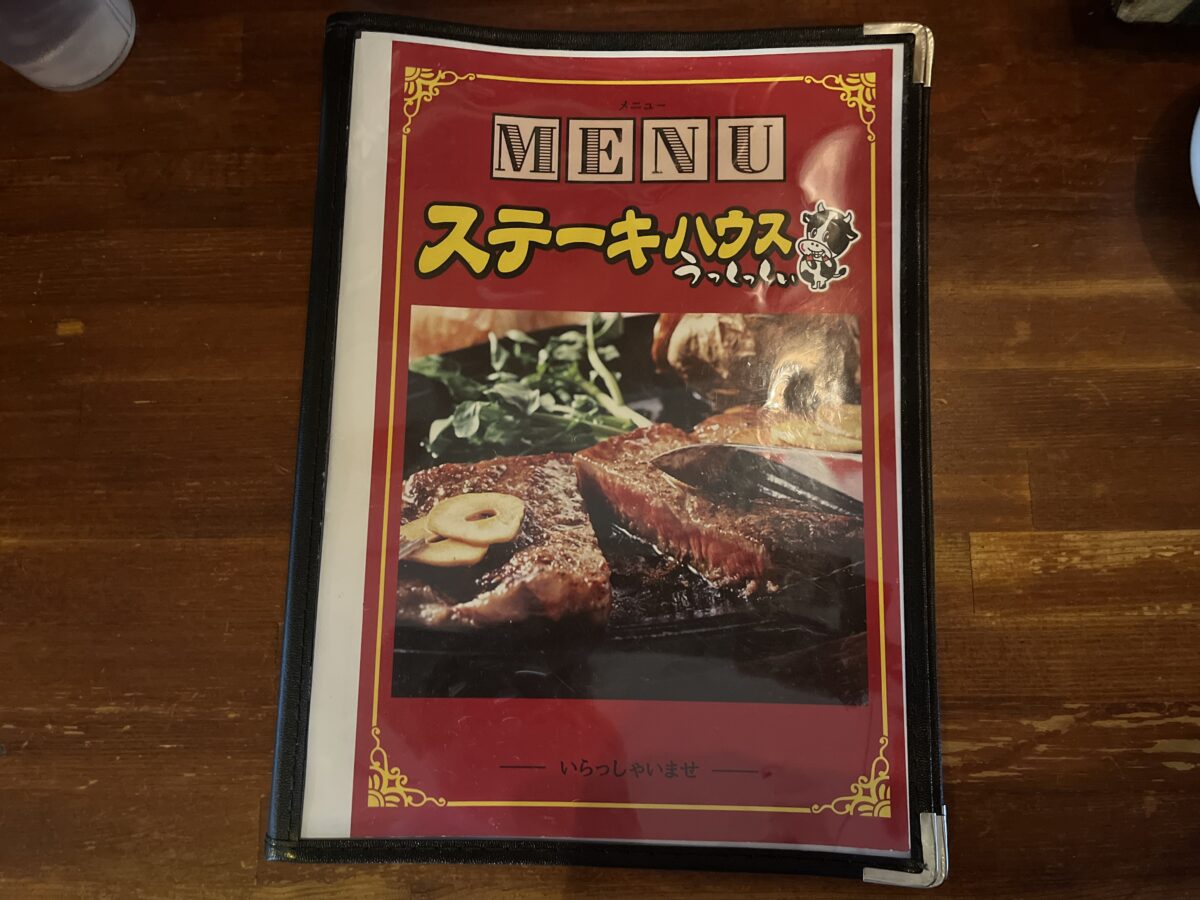 メニュー
MENU
ステーキハウス
うっしっしぃ
いらっしゃいませ